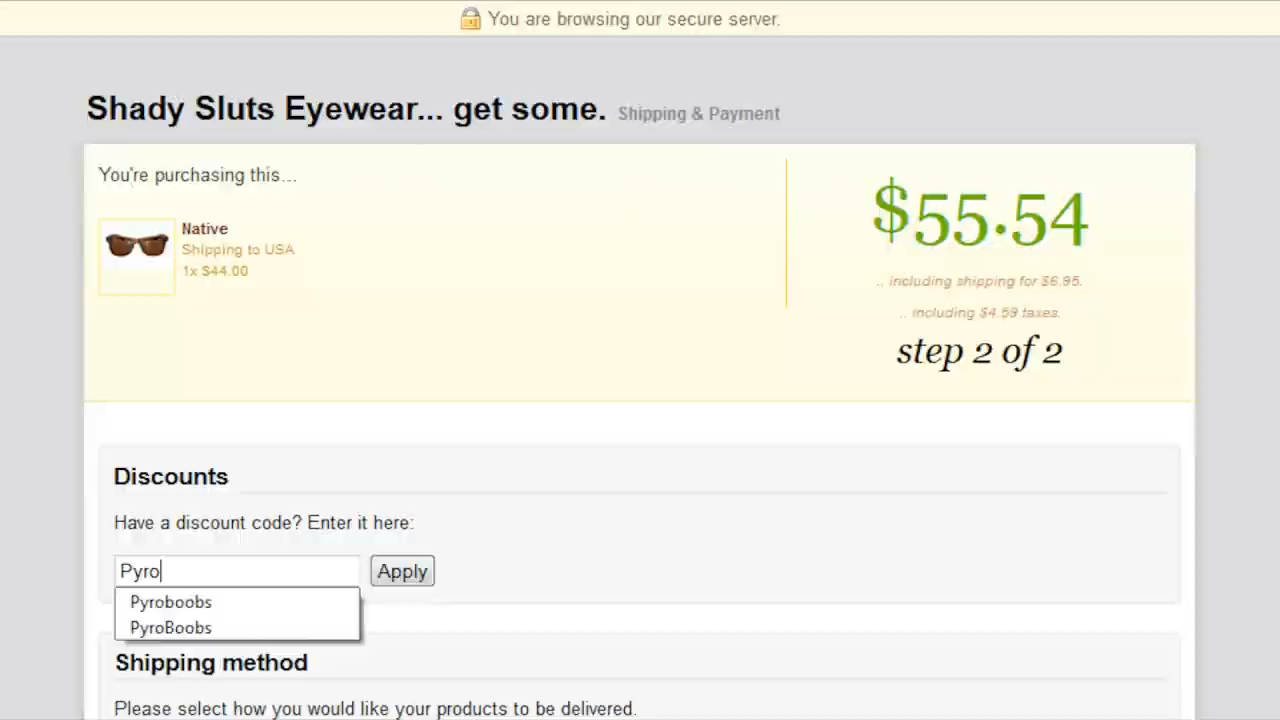 You are browsing our secure server.
Shady Sluts Eyewear... get some. Shipping & Payment
You're purchasing this...
Native
Shipping to USA
1x $44.00
$55.54
.. including shipping for $6.95.
.. including $4.59 taxes.
step 2 of 2
Discounts
Have a discount code? Enter it here:
Pyro
Apply
Pyroboobs
PyroBoobs
Shipping method
Please select how you would like your products to be delivered.